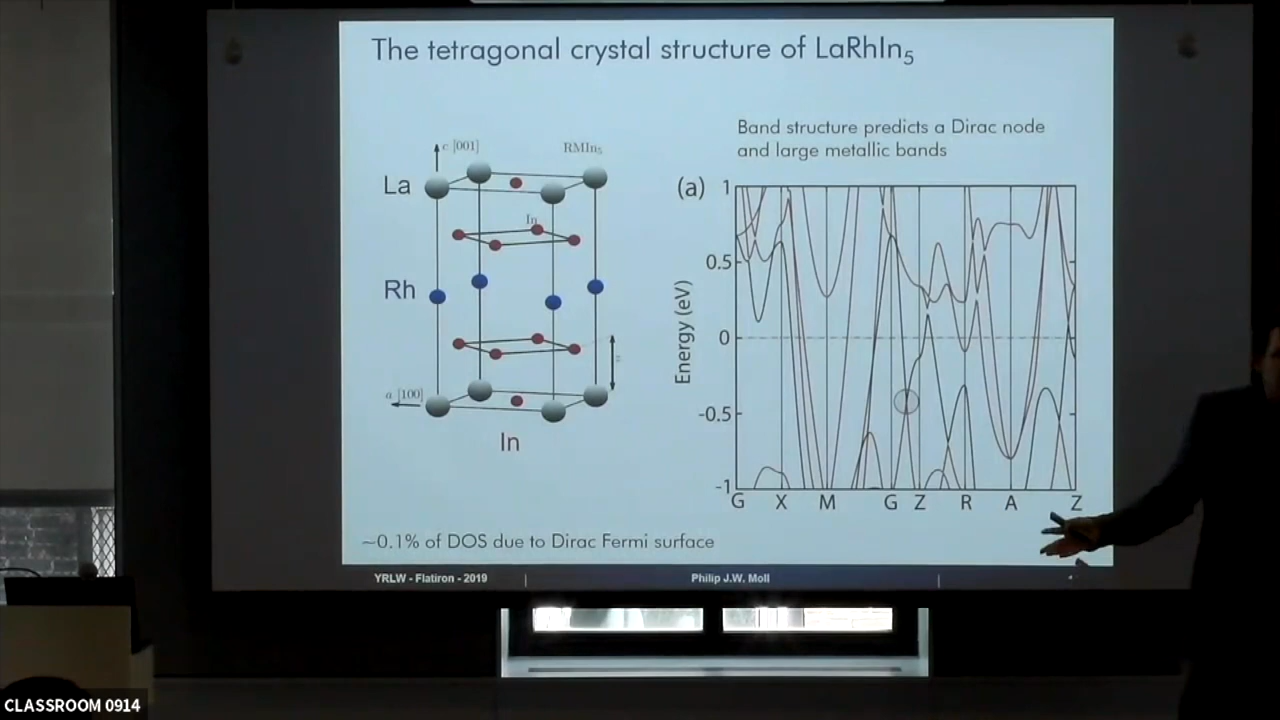 The tetragonal crystal structure of LaRhIn₅
Band structure predicts a Dirac node
and large metallic bands
c [001]
RMIn₅
La
In
Rh
a [100]
z
In
(a)
1
0.5
0
-0.5
-1
Energy (eV)
G X M G Z R A Z
~0.1% of DOS due to Dirac Fermi surface
YRLW - Flatiron - 2019 | Philip J.W. Moll |
CLASSROOM 0914